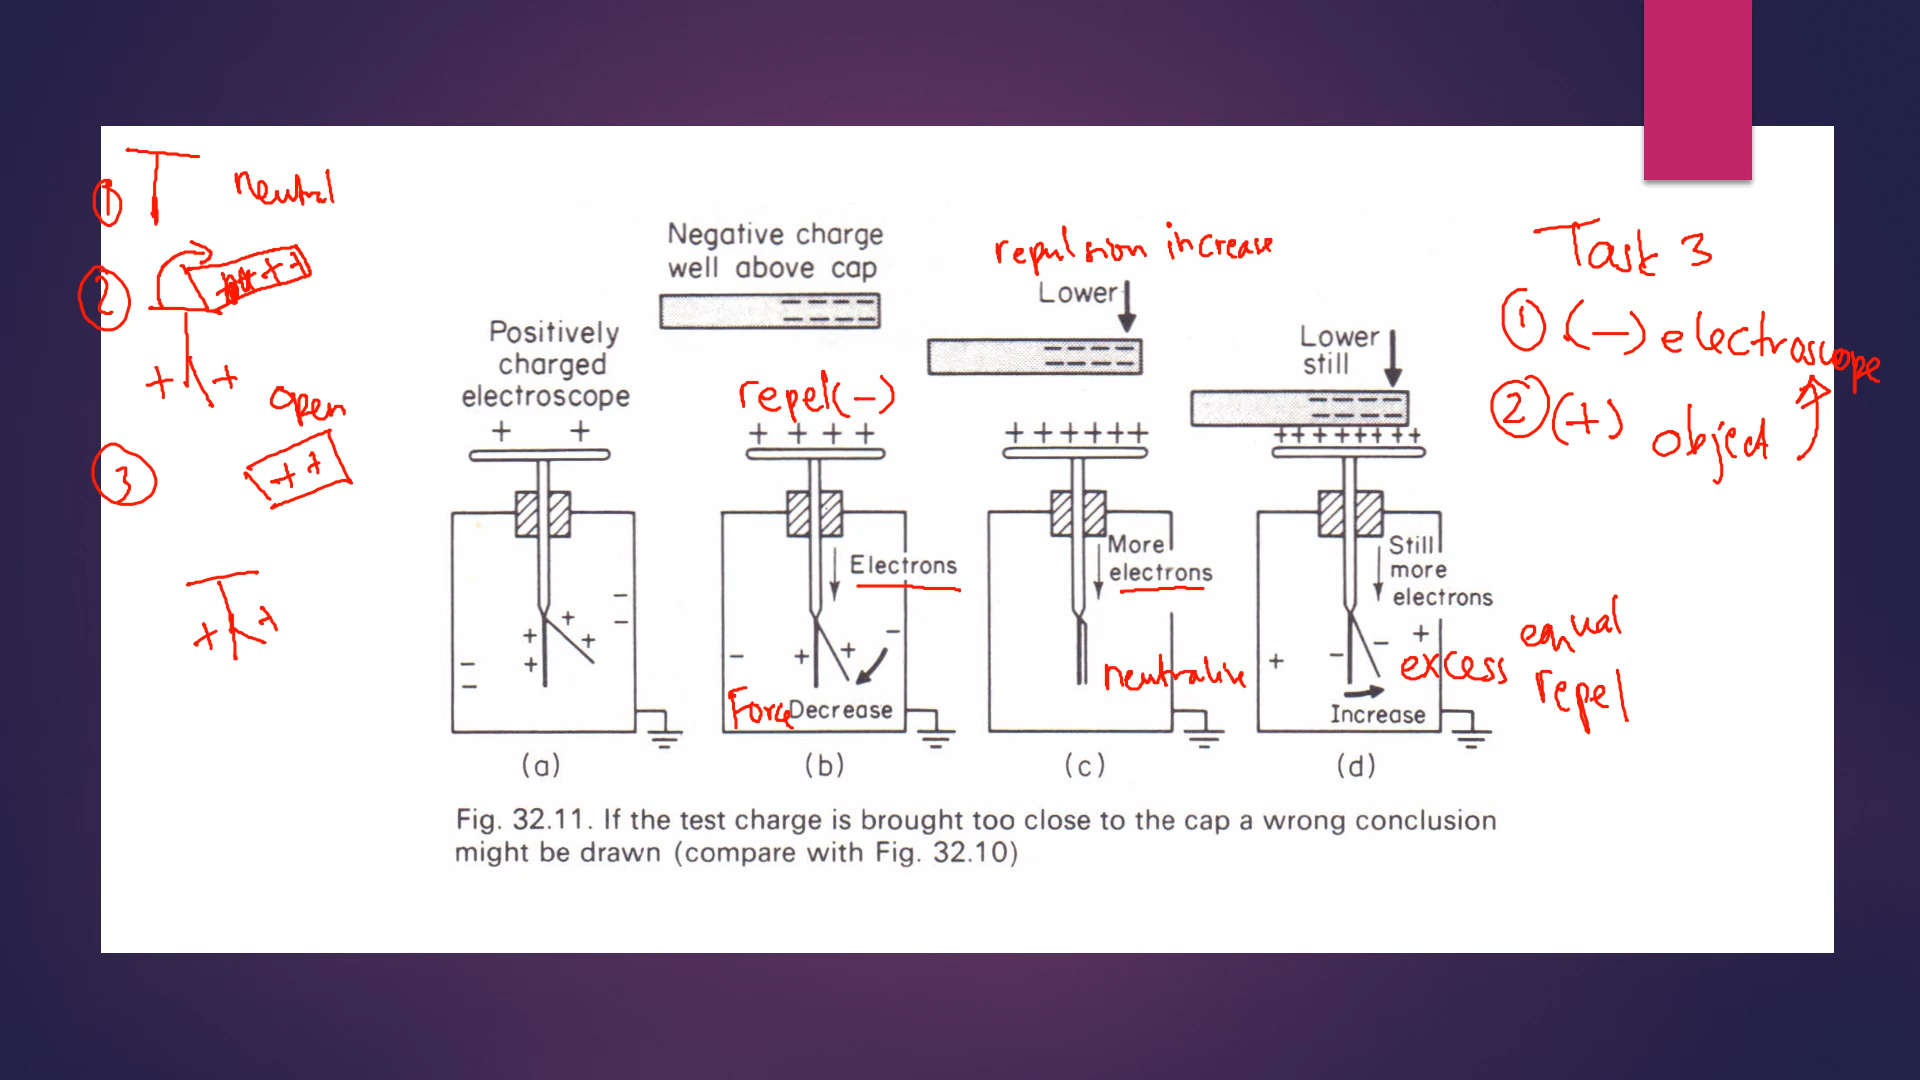 ① neutral
② + + +
+ +
open
③ + +
+ +
Positively
charged
electroscope
+ +
+ +
+ +
− −
− −
(a)
Negative charge
well above cap
repel (−)
+ + + +
Electrons
− + + −
Force Decrease
(b)
repulsion increase
Lower
+ + + + + +
More
electrons
neutralise
(c)
Lower
still
+ + + + + + + +
Still
more
electrons
+ − − +
excess
equal
repel
Increase
(d)
Fig. 32.11. If the test charge is brought too close to the cap a wrong conclusion
might be drawn (compare with Fig. 32.10)
Task 3
① (−) electroscope
② (+) object